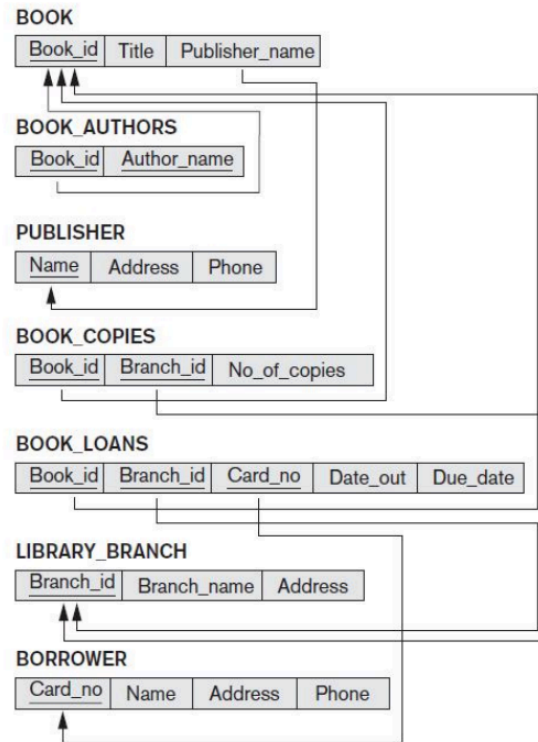 BOOK
Book_id Title Publisher_name
BOOK_AUTHORS
Book_id Author_name
PUBLISHER
Name Address Phone
BOOK_COPIES
Book_id Branch_id No_of_copies
BOOK_LOANS
Book_id Branch_id Card_no Date_out Due_date
LIBRARY_BRANCH
Branch_id Branch_name Address
BORROWER
Card_no Name Address Phone